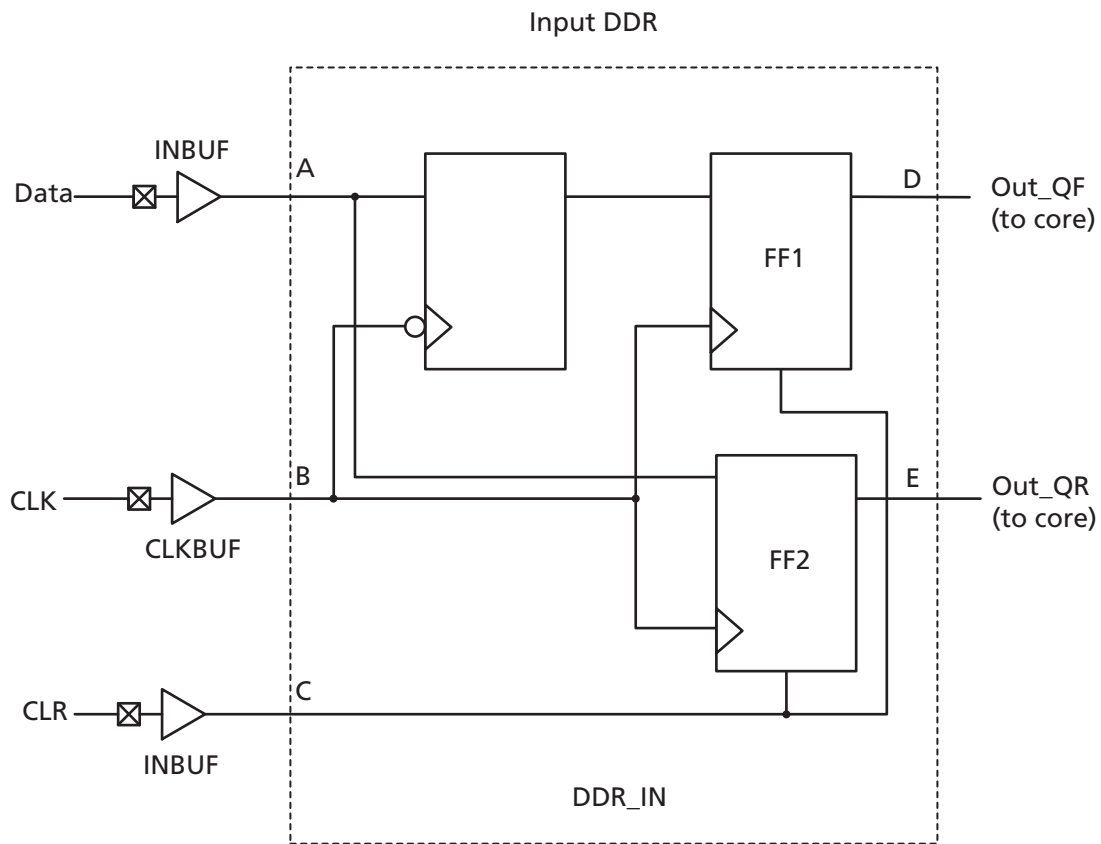 Input DDR
INBUF
A
Data
D
Out_QF
(to core)
FF1
B
E
CLK
Out_QR
(to core)
CLKBUF
FF2
C
CLR
INBUF
DDR_IN